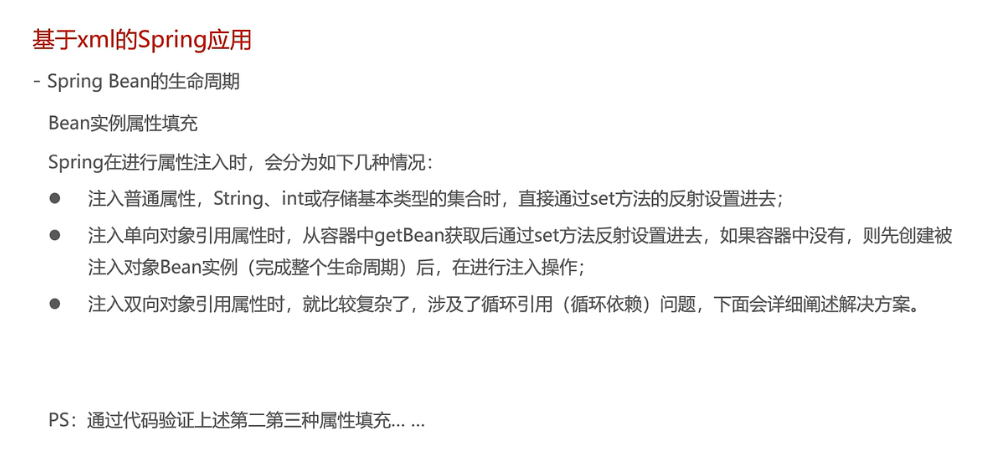 基于xml的Spring应用
- Spring Bean的生命周期
Bean实例属性填充
Spring在进行属性注入时，会分为如下几种情况：
● 注入普通属性，String、int或存储基本类型的集合时，直接通过set方法的反射设置进去；
● 注入单向对象引用属性时，从容器中getBean获取后通过set方法反射设置进去，如果容器中没有，则先创建被
注入对象Bean实例（完成整个生命周期）后，在进行注入操作；
● 注入双向对象引用属性时，就比较复杂了，涉及了循环引用（循环依赖）问题，下面会详细阐述解决方案。
PS：通过代码验证上述第二第三种属性填充... ...